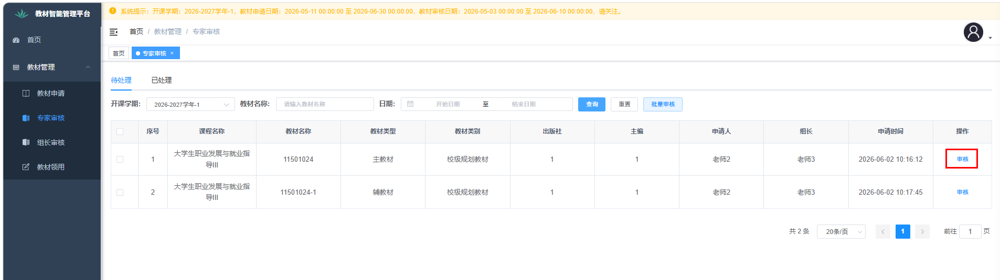 教材智能管理平台
系统提示：开课学期：2026-2027学年-1，教材申请日期：2026-05-11 00:00:00 至 2026-06-30 00:00:00，教材审核日期：2026-05-03 00:00:00 至 2026-06-10 00:00:00，请关注。
首页 / 教材管理 / 专家审核
首页
教材管理
教材申请
专家审核
组长审核
教材领用
首页 专家审核 ×
待处理 已处理
开课学期： 2026-2027学年-1 教材名称： 请输入教材名称 日期： 开始日期 至 结束日期 查询 重置 批量审核
序号 课程名称 教材名称 教材类型 教材类别 出版社 主编 申请人 组长 申请时间 操作
1 大学生职业发展与就业指导III 11501024 主教材 校级规划教材 1 1 老师2 老师3 2026-06-02 10:16:12 审核
2 大学生职业发展与就业指导III 11501024-1 辅教材 校级规划教材 1 1 老师2 老师3 2026-06-02 10:17:45 审核
共 2 条 20条/页 1 前往 1 页